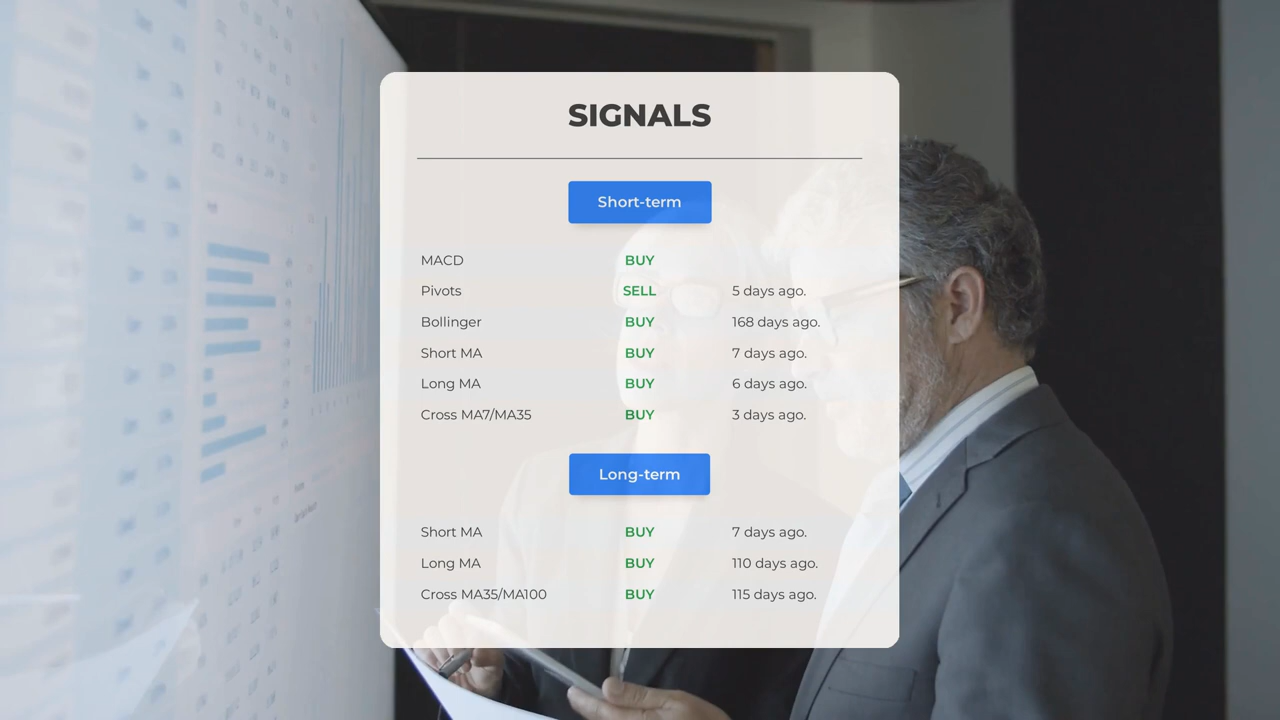 SIGNALS
Short-term
MACD BUY
Pivots SELL 5 days ago.
Bollinger BUY 168 days ago.
Short MA BUY 7 days ago.
Long MA BUY 6 days ago.
Cross MA7/MA35 BUY 3 days ago.
Long-term
Short MA BUY 7 days ago.
Long MA BUY 110 days ago.
Cross MA35/MA100 BUY 115 days ago.